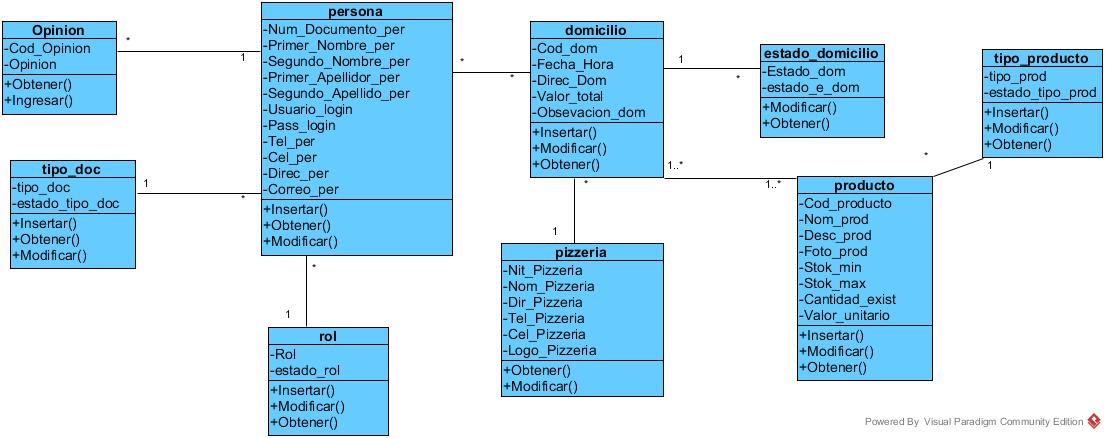 Opinion
-Cod_Opinion
-Opinion
+Obtener()
+Ingresar()
*
1
persona
-Num_Documento_per
-Primer_Nombre_per
-Segundo_Nombre_per
-Primer_Apellidor_per
-Segundo_Apellido_per
-Usuario_login
-Pass_login
-Tel_per
-Cel_per
-Direc_per
-Correo_per
+Insertar()
+Obtener()
+Modificar()
*
*
domicilio
-Cod_dom
-Fecha_Hora
-Direc_Dom
-Valor_total
-Obsevacion_dom
+Insertar()
+Modificar()
+Obtener()
1
*
estado_domicilio
-Estado_dom
-estado_e_dom
+Modificar()
+Obtener()
tipo_producto
-tipo_prod
-estado_tipo_prod
+Insertar()
+Modificar()
+Obtener()
*
1
tipo_doc
-tipo_doc
-estado_tipo_doc
+Insertar()
+Obtener()
+Modificar()
1
*
1..*
1..*
producto
-Cod_producto
-Nom_prod
-Desc_prod
-Foto_prod
-Stok_min
-Stok_max
-Cantidad_exist
-Valor_unitario
+Insertar()
+Modificar()
+Obtener()
*
1
pizzeria
-Nit_Pizzeria
-Nom_Pizzeria
-Dir_Pizzeria
-Tel_Pizzeria
-Cel_Pizzeria
-Logo_Pizzeria
+Obtener()
+Modificar()
*
1
rol
-Rol
-estado_rol
+Insertar()
+Modificar()
+Obtener()
Powered By Visual Paradigm Community Edition